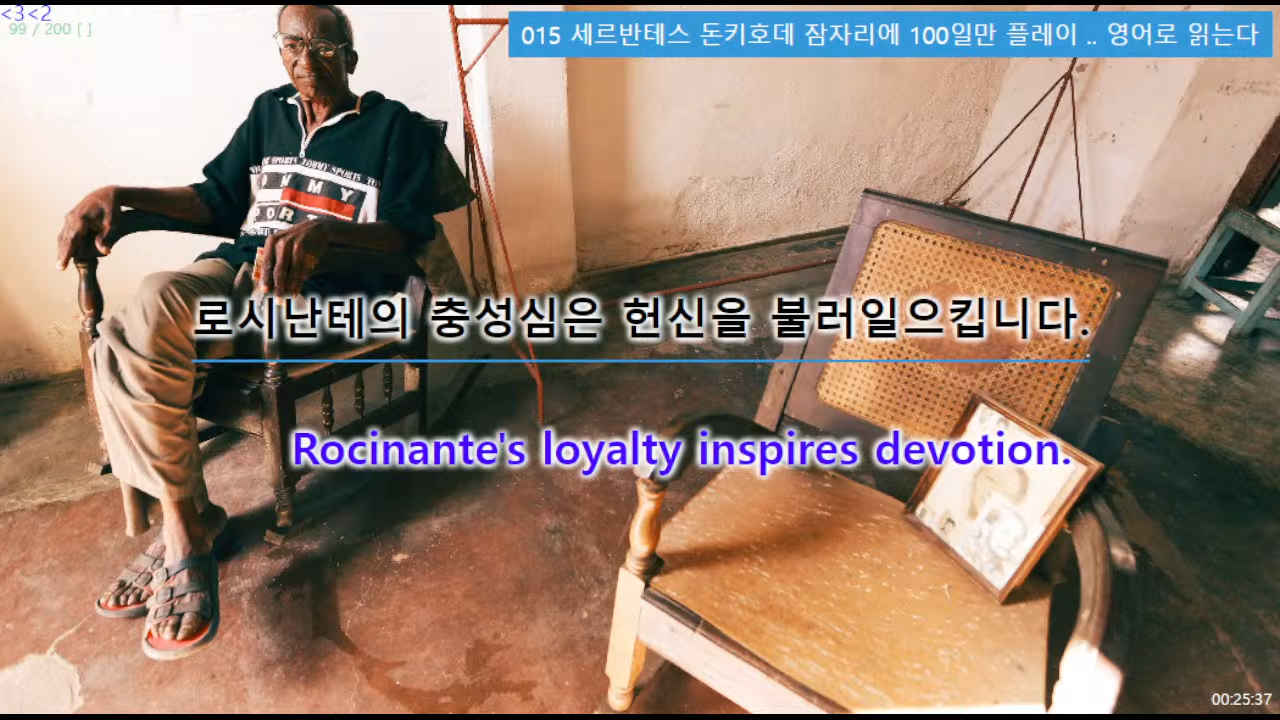 <3<2
99 / 200 [ ]
015 세르반테스 돈키호데 잠자리에 100일만 플레이 .. 영어로 읽는다
로시난테의 충성심은 헌신을 불러일으킵니다.
Rocinante's loyalty inspires devotion.
00:25:37